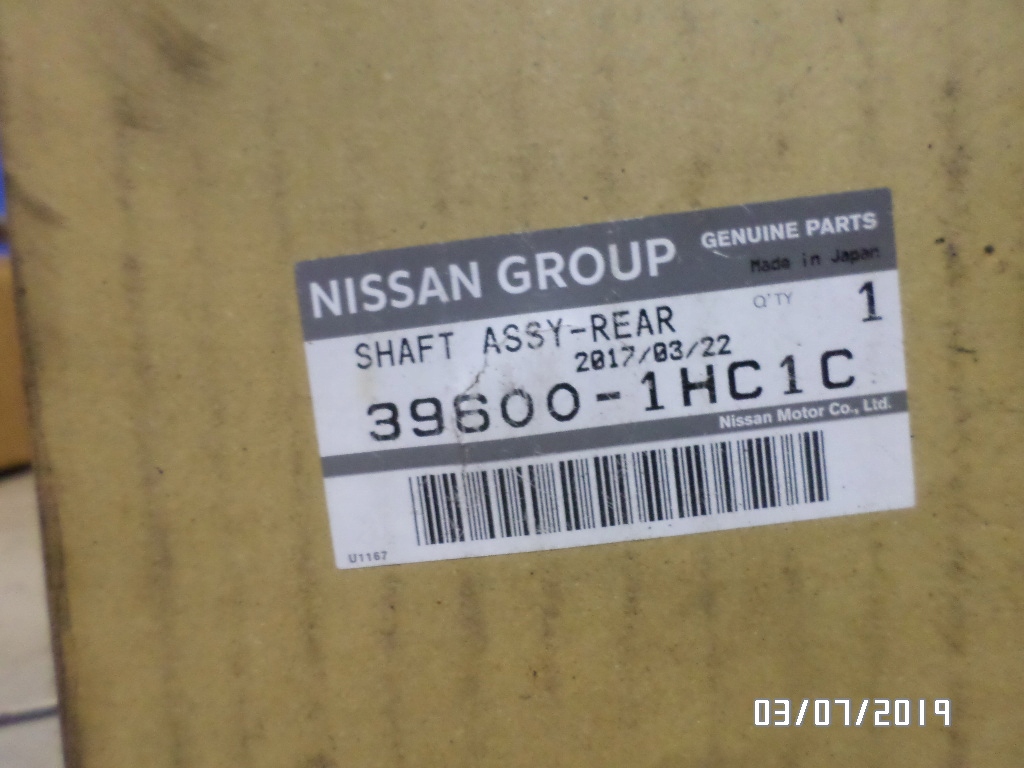 NISSAN GROUP
GENUINE PARTS
Made in Japan
SHAFT ASSY-REAR
Q'TY 1
2017/03/22
39600-1HC1C
Nissan Motor Co., Ltd.
U1167
03/07/2019